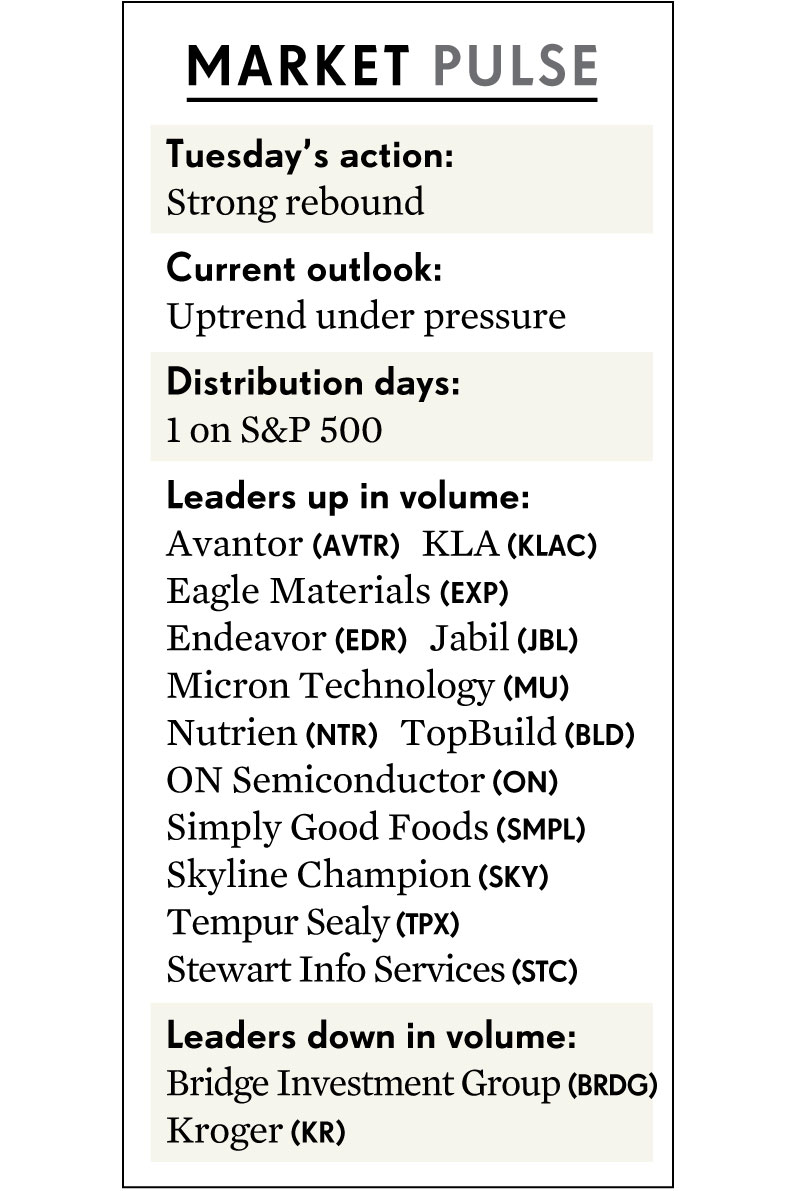 MARKET PULSE
Tuesday’s action:
Strong rebound
Current outlook:
Uptrend under pressure
Distribution days:
1 on S&P 500
Leaders up in volume:
Avantor (AVTR) KLA (KLAC)
Eagle Materials (EXP)
Endeavor (EDR) Jabil (JBL)
Micron Technology (MU)
Nutrien (NTR) TopBuild (BLD)
ON Semiconductor (ON)
Simply Good Foods (SMPL)
Skyline Champion (SKY)
Tempur Sealy (TPX)
Stewart Info Services (STC)
Leaders down in volume:
Bridge Investment Group (BRDG)
Kroger (KR)